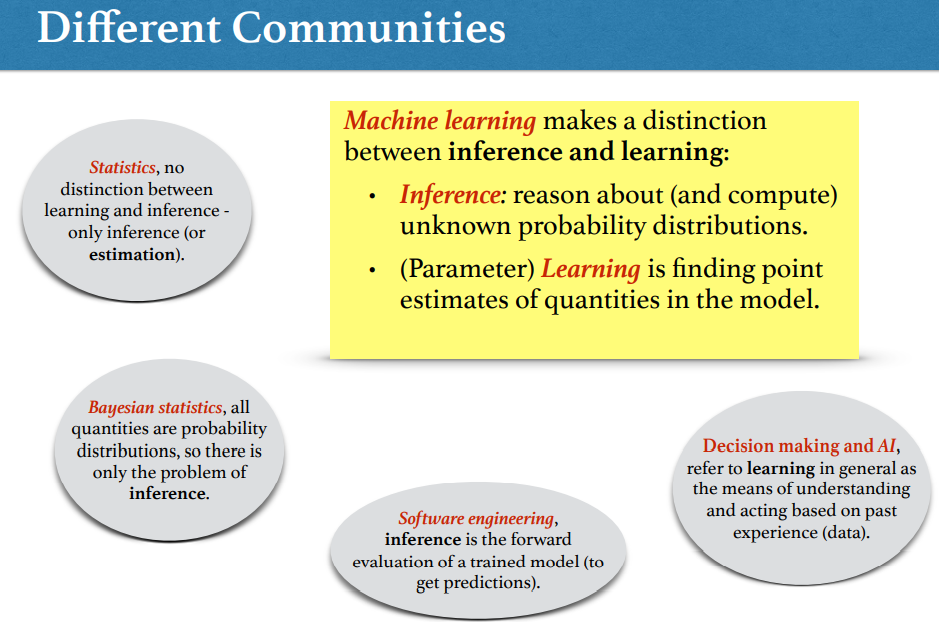 Different Communities
Statistics, no
distinction between
learning and inference -
only inference (or
estimation).
Machine learning makes a distinction
between inference and learning:
• Inference: reason about (and compute)
unknown probability distributions.
• (Parameter) Learning is finding point
estimates of quantities in the model.
Bayesian statistics, all
quantities are probability
distributions, so there is
only the problem of
inference.
Software engineering,
inference is the forward
evaluation of a trained model (to
get predictions).
Decision making and AI,
refer to learning in general as
the means of understanding
and acting based on past
experience (data).